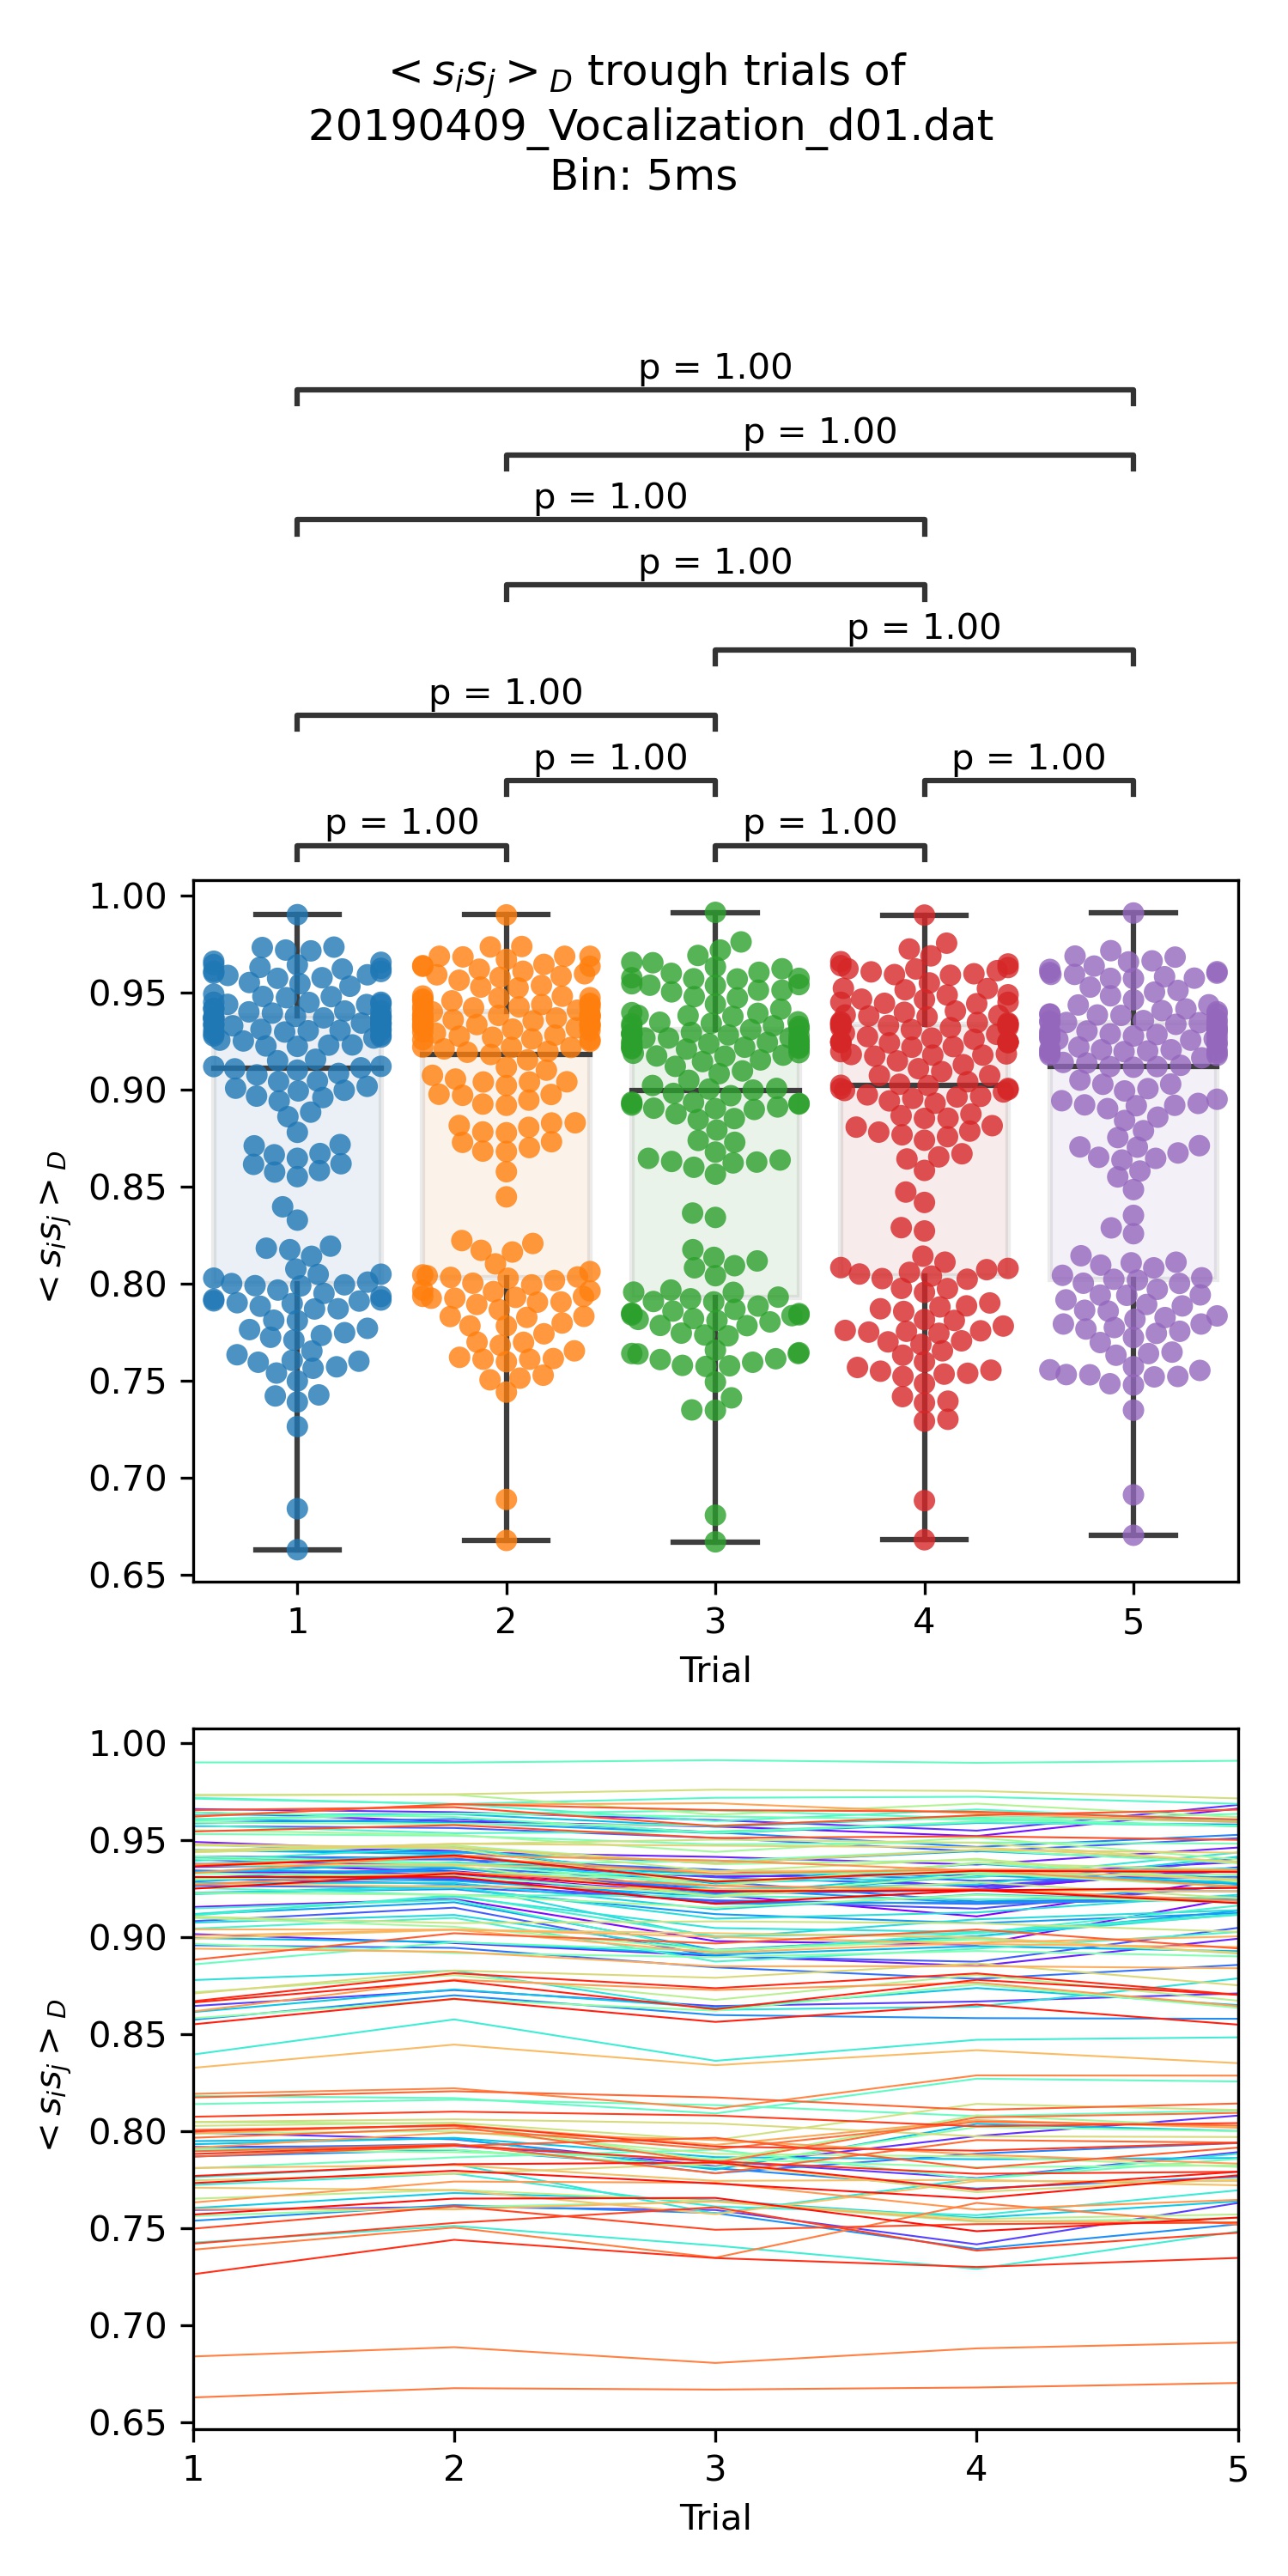 < sᵢsⱼ > D trough trials of
20190409_Vocalization_d01.dat
Bin: 5ms
p = 1.00
p = 1.00
p = 1.00
p = 1.00
p = 1.00
p = 1.00
p = 1.00 p = 1.00
p = 1.00 p = 1.00
1.00
0.95
0.90
0.85
0.80
0.75
0.70
0.65
< sᵢsⱼ > D
1 2 3 4 5
Trial
1.00
0.95
0.90
0.85
0.80
0.75
0.70
0.65
< sᵢsⱼ > D
1 2 3 4 5
Trial